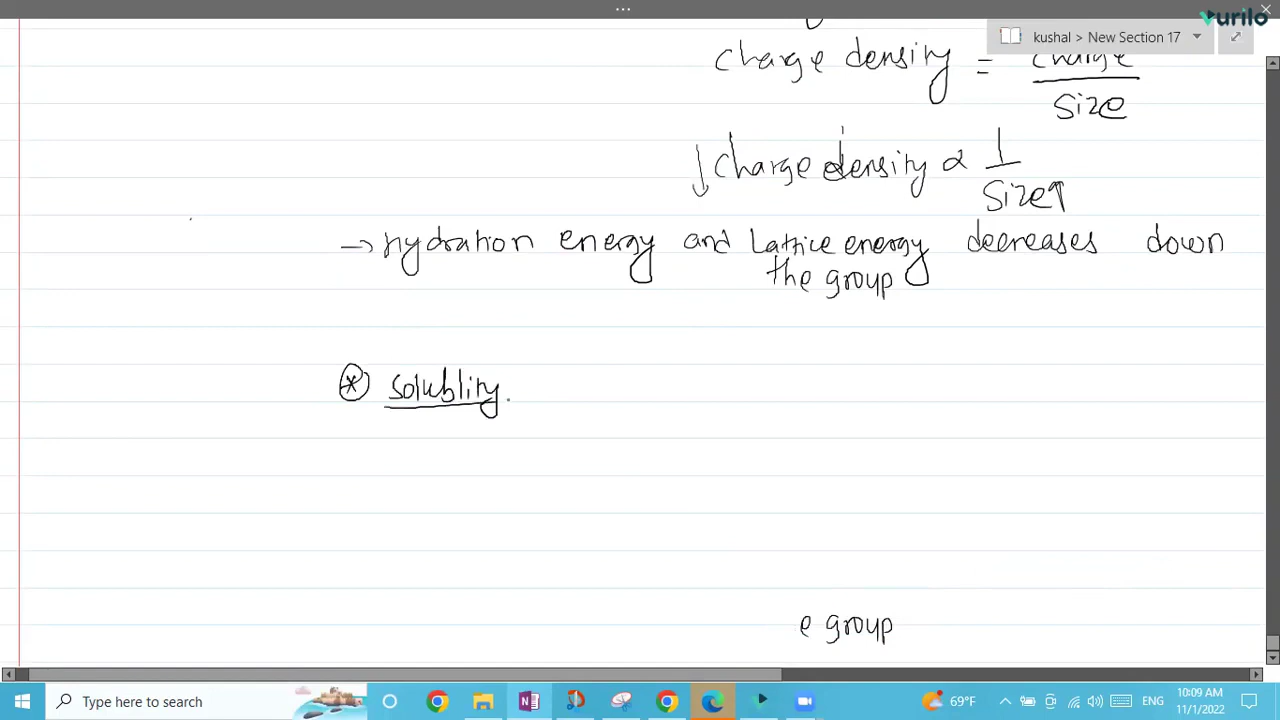 ...
vurilo
kushal > New Section 17
charge density = charge
size
↓ charge density ∝ 1
size↑
→ Hydration energy and Lattice energy decreases down
the group
* solublity.
e group
Type here to search
69°F
ENG
10:09 AM
11/1/2022